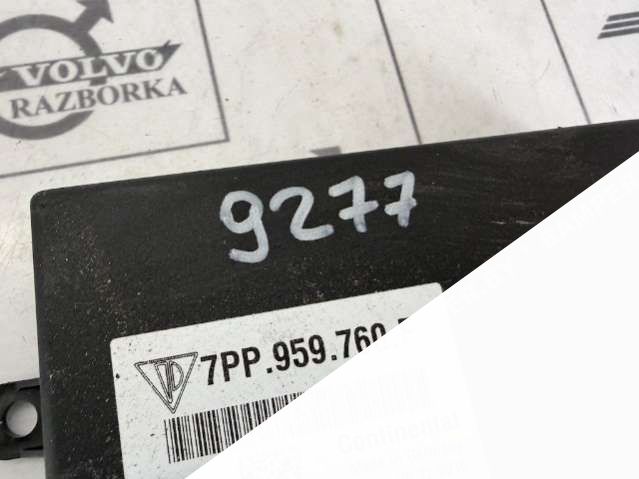 VOLVO
RAZBORKA
9277
7PP.959.760
Continental